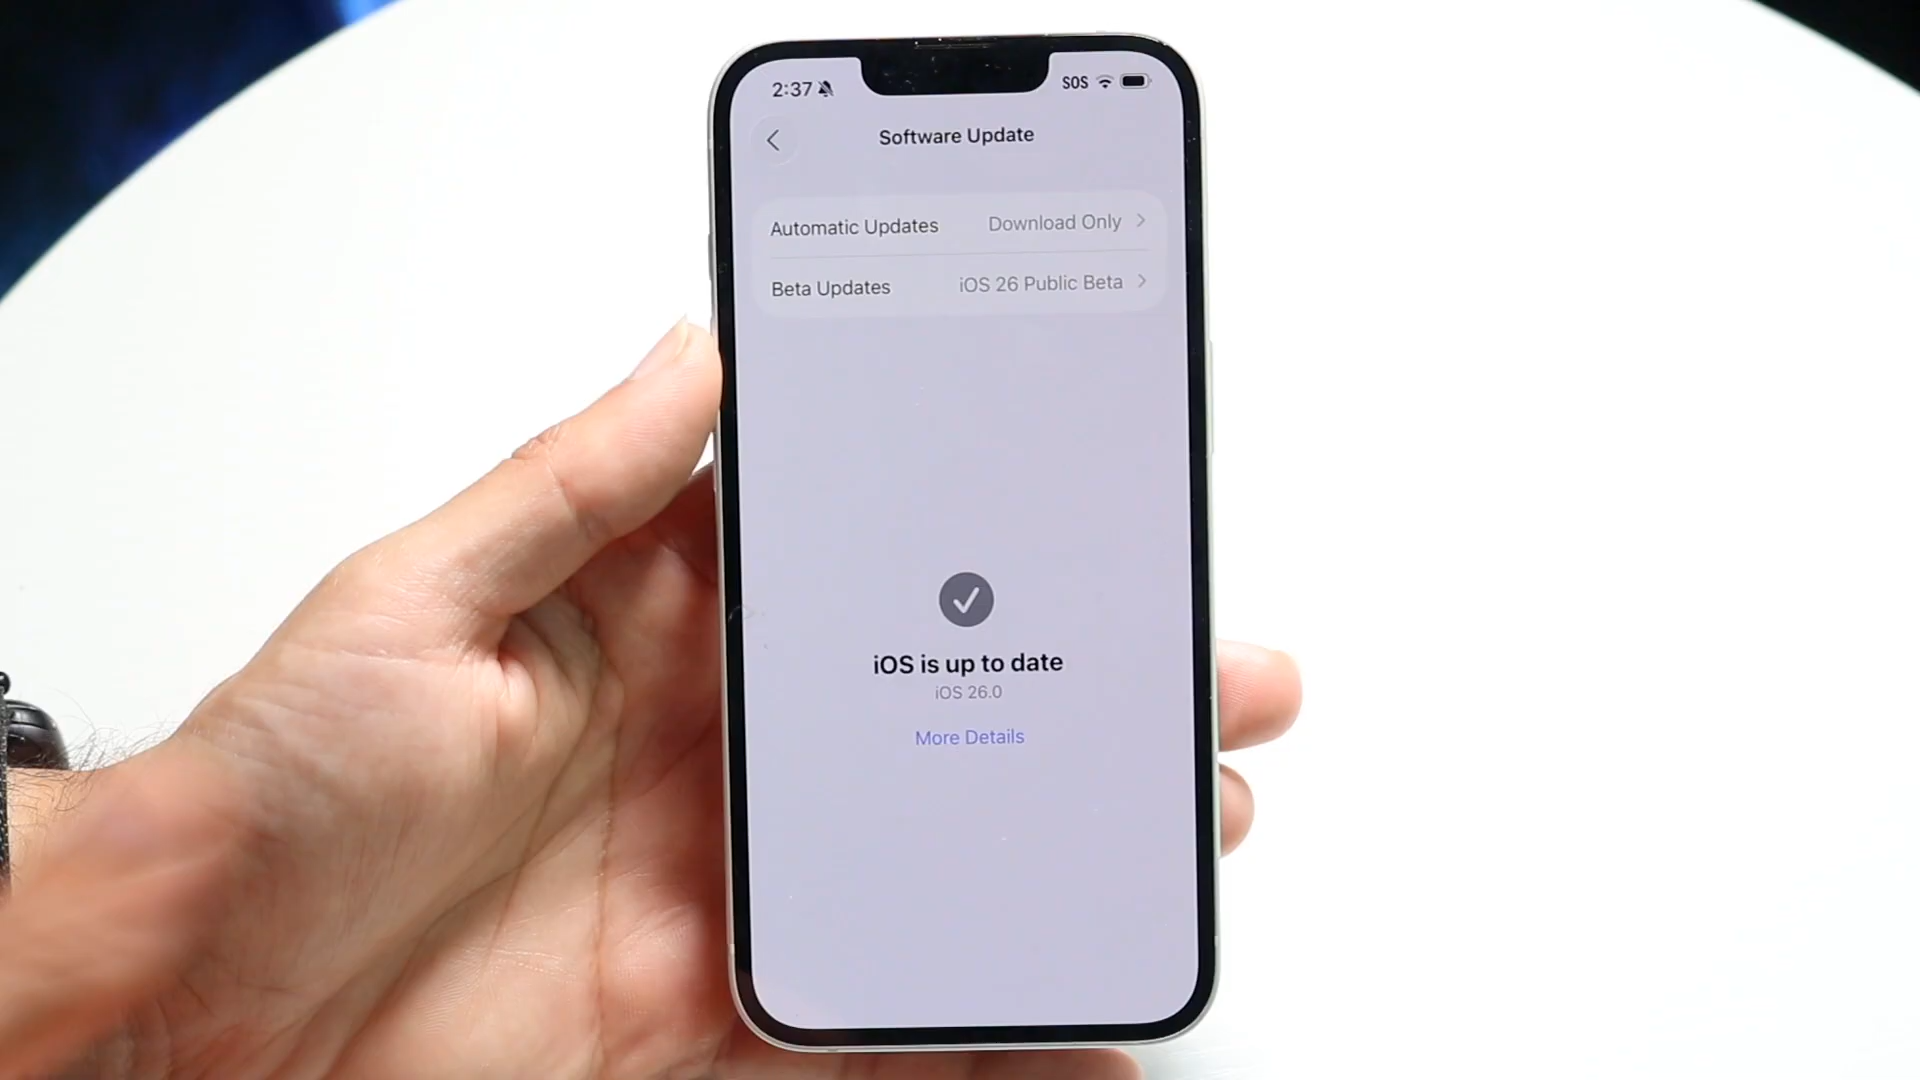 2:37 SOS
Software Update
Automatic Updates Download Only
Beta Updates iOS 26 Public Beta
iOS is up to date
iOS 26.0
More Details